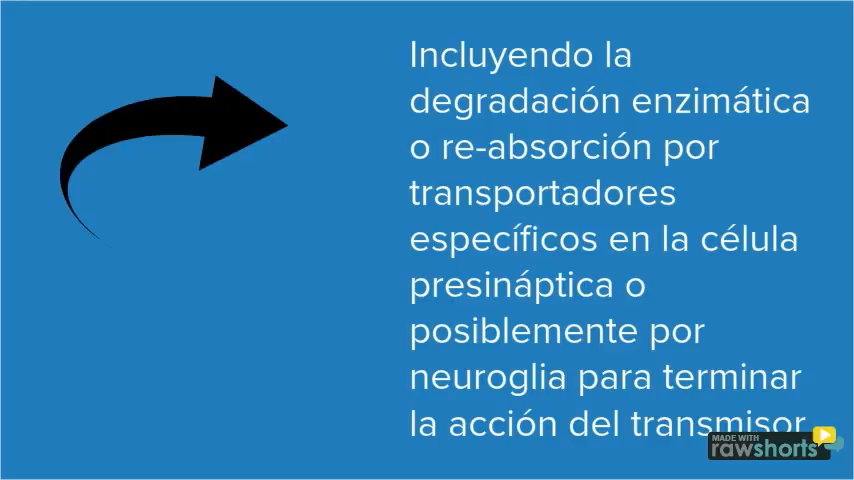 Incluyendo la
degradación enzimática
o re-absorción por
transportadores
específicos en la célula
presináptica o
posiblemente por
neuroglia para terminar
la acción del transmisor
MADE WITH
rawshorts